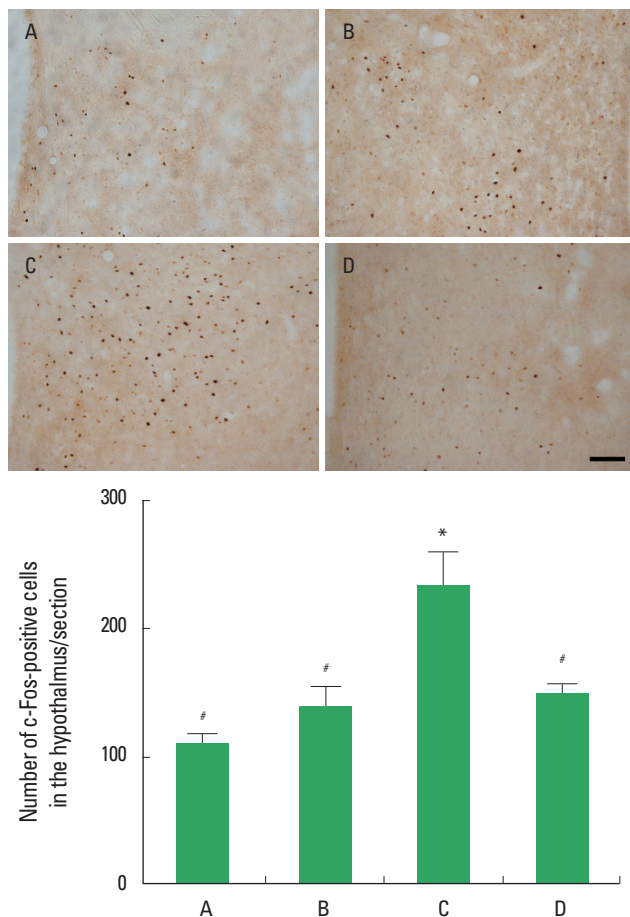 A
B
C
D
300
200
100
0
Number of c-Fos-positive cells
in the hypothalmus/section
#
#
*
#
A
B
C
D